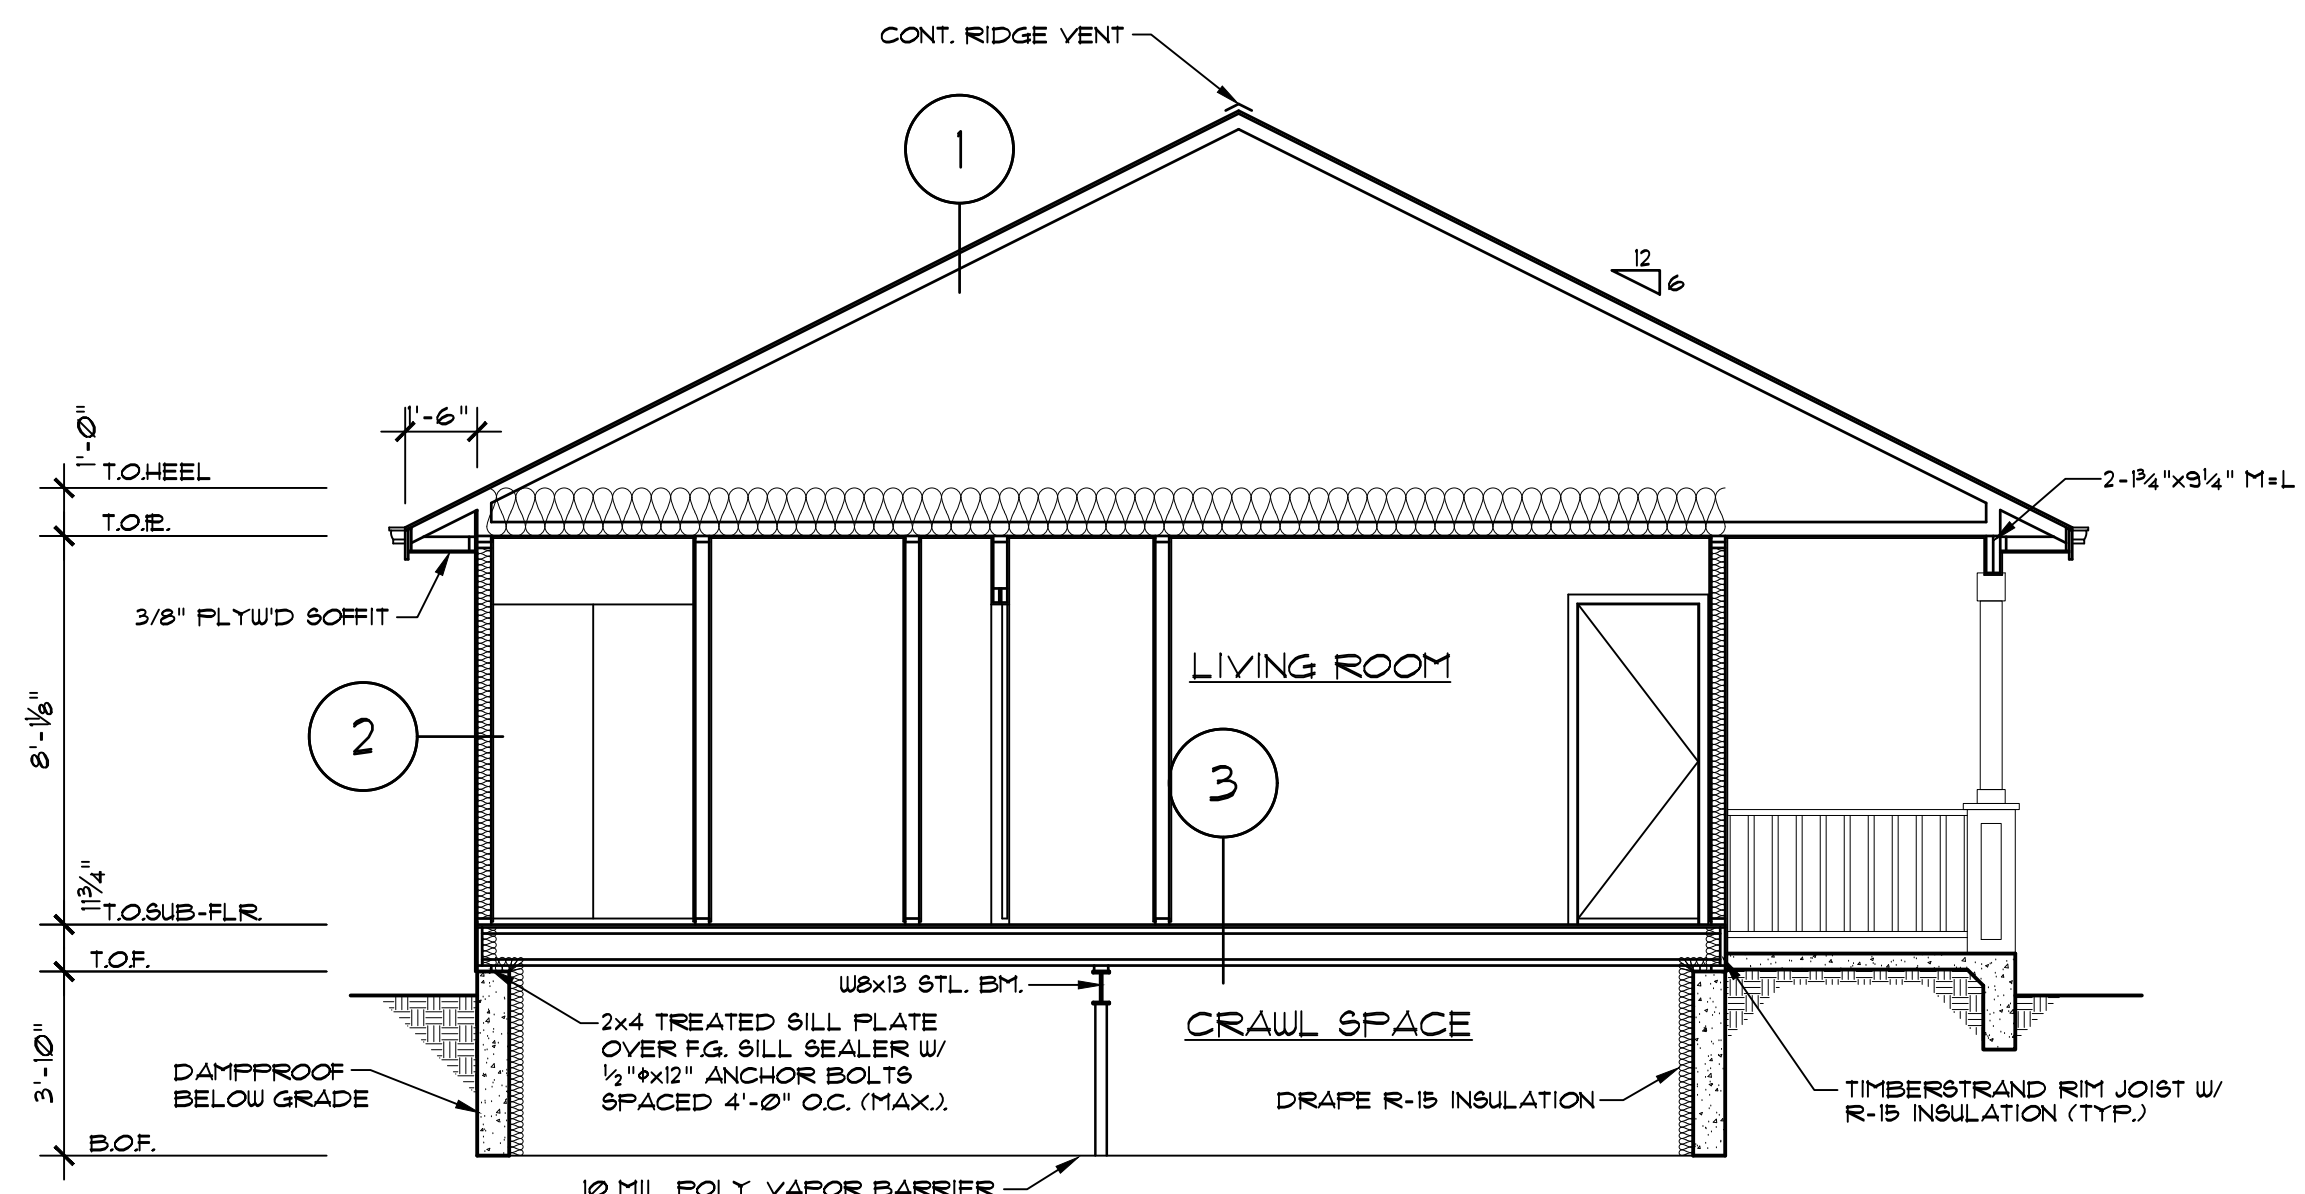 CONT. RIDGE VENT
1
12
6
1'-6"
1'-0"
T.O.HEEL
2-1¾"x9¼" M=L
T.O.PL.
3/8" PLYW'D SOFFIT
LIVING ROOM
2
8'-1⅛"
3
11¾"
T.O.SUB-FLR.
T.O.F.
W8x13 STL. BM.
2x4 TREATED SILL PLATE
OVER F.G. SILL SEALER W/
½"Φx12" ANCHOR BOLTS
SPACED 4'-0" O.C. (MAX.).
CRAWL SPACE
3'-10"
DAMPPROOF
BELOW GRADE
DRAPE R-15 INSULATION
TIMBERSTRAND RIM JOIST W/
R-15 INSULATION (TYP.)
B.O.F.
10 MIL. POLY VAPOR BARRIER